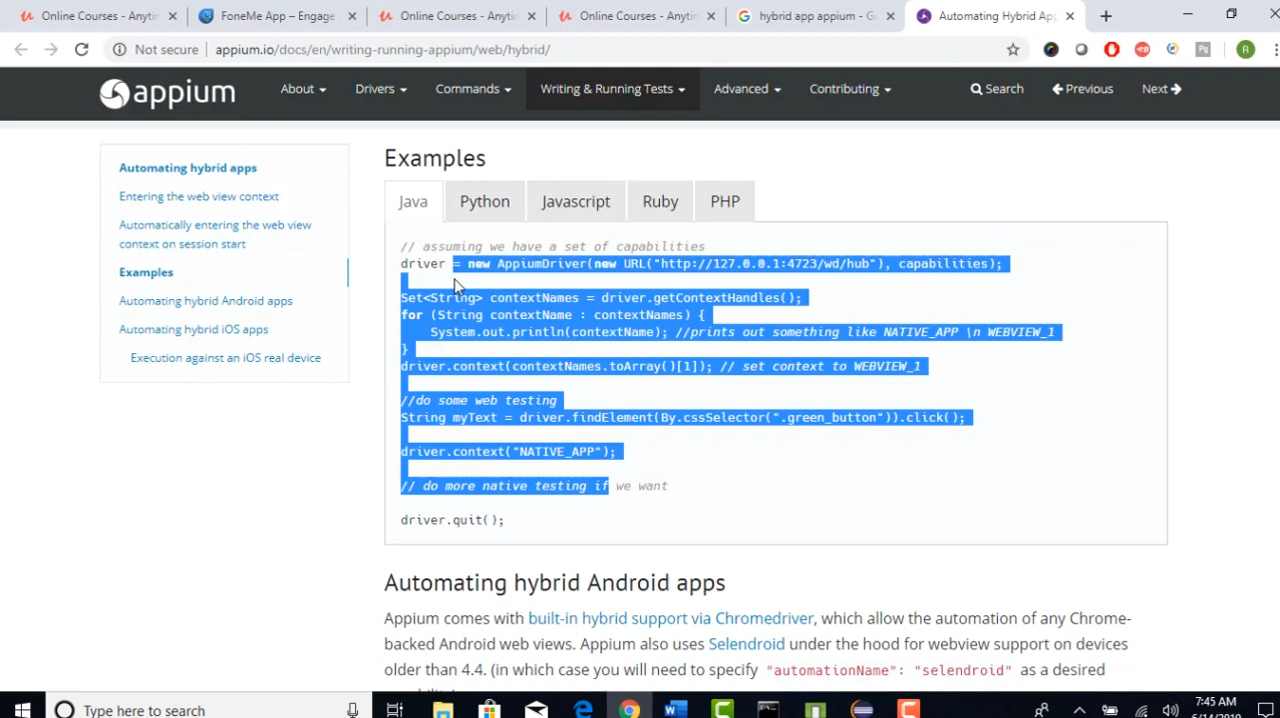 Online Courses - Anytin
FoneMe App – Engage
Online Courses - Anytin
Online Courses - Anytin
hybrid app appium - G
Automating Hybrid App
Not secure
appium.io/docs/en/writing-running-appium/web/hybrid/
R
appium
About
Drivers
Commands
Writing & Running Tests
Advanced
Contributing
Search
Previous
Next
Automating hybrid apps
Entering the web view context
Automatically entering the web view
context on session start
Examples
Automating hybrid Android apps
Automating hybrid iOS apps
Execution against an iOS real device
Examples
Java
Python
Javascript
Ruby
PHP
// assuming we have a set of capabilities
driver = new AppiumDriver(new URL("http://127.0.0.1:4723/wd/hub"), capabilities);
Set<String> contextNames = driver.getContextHandles();
for (String contextName : contextNames) {
System.out.println(contextName); //prints out something like NATIVE_APP \n WEBVIEW_1
}
driver.context(contextNames.toArray()[1]); // set context to WEBVIEW_1
//do some web testing
String myText = driver.findElement(By.cssSelector(".green_button")).click();
driver.context("NATIVE_APP");
// do more native testing if we want
driver.quit();
Automating hybrid Android apps
Appium comes with built-in hybrid support via Chromedriver, which allow the automation of any Chrome-
backed Android web views. Appium also uses Selendroid under the hood for webview support on devices
older than 4.4. (in which case you will need to specify "automationName": "selendroid" as a desired
Type here to search
7:45 AM